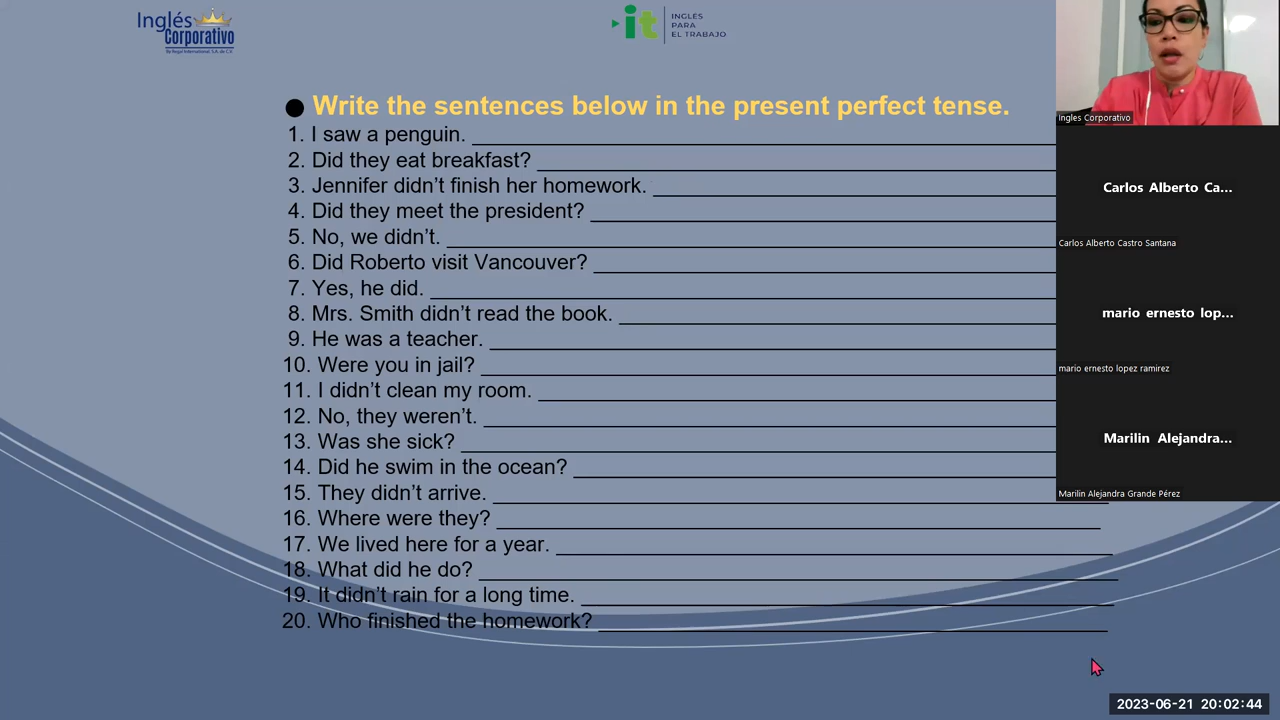 Inglés
Corporativo
it
INGLÉS
PARA
EL TRABAJO
Write the sentences below in the present perfect tense.
1. I saw a penguin.
2. Did they eat breakfast?
3. Jennifer didn’t finish her homework.
4. Did they meet the president?
5. No, we didn’t.
6. Did Roberto visit Vancouver?
7. Yes, he did.
8. Mrs. Smith didn’t read the book.
9. He was a teacher.
10. Were you in jail?
11. I didn’t clean my room.
12. No, they weren’t.
13. Was she sick?
14. Did he swim in the ocean?
15. They didn’t arrive.
16. Where were they?
17. We lived here for a year.
18. What did he do?
19. It didn’t rain for a long time.
20. Who finished the homework?
Ingles Corporativo
Carlos Alberto Ca...
Carlos Alberto Castro Santana
mario ernesto lop...
mario ernesto lopez ramirez
Marilin Alejandra...
Marilin Alejandra Grande Pérez
2023-06-21 20:02:44